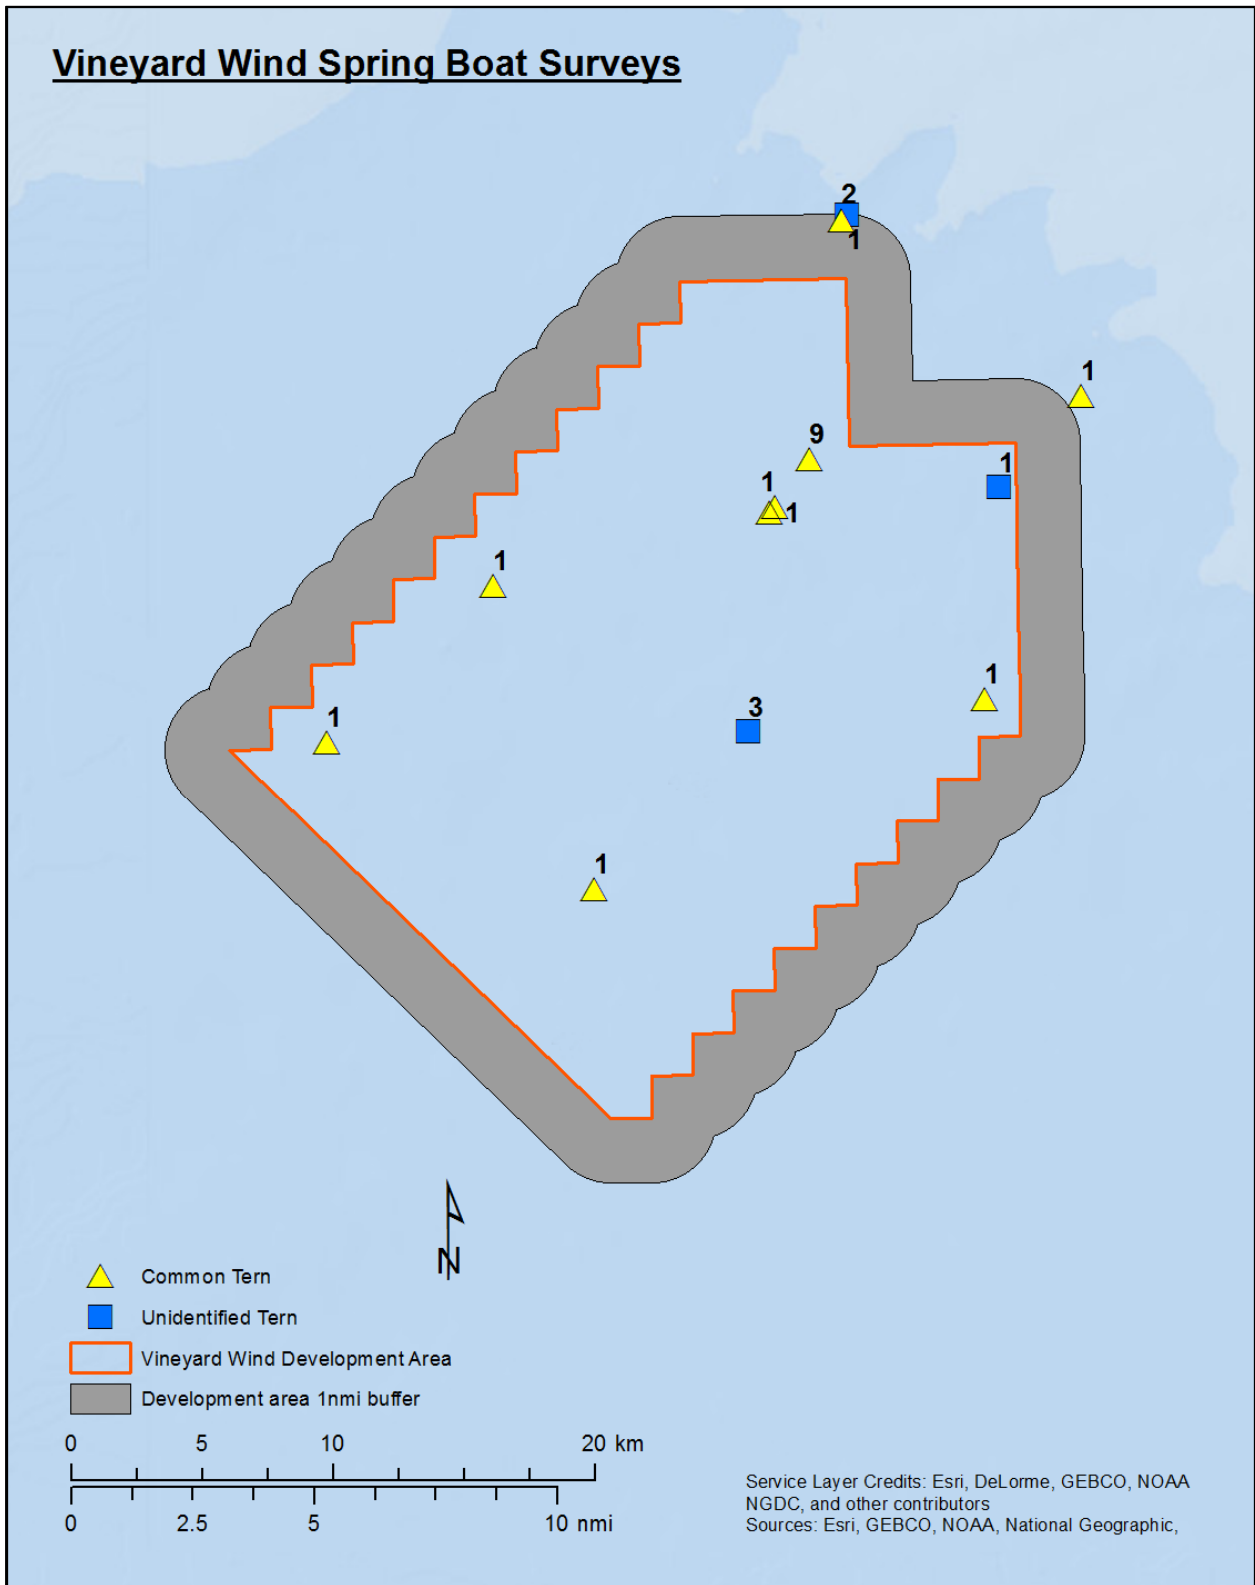 Vineyard Wind Spring Boat Surveys
2
1
1
9
1
1
1
1
1
3
1
1
N
Common Tern
Unidentified Tern
Vineyard Wind Development Area
Development area 1nmi buffer
0 5 10 20 km
0 2.5 5 10 nmi
Service Layer Credits: Esri, DeLorme, GEBCO, NOAA
NGDC, and other contributors
Sources: Esri, GEBCO, NOAA, National Geographic,